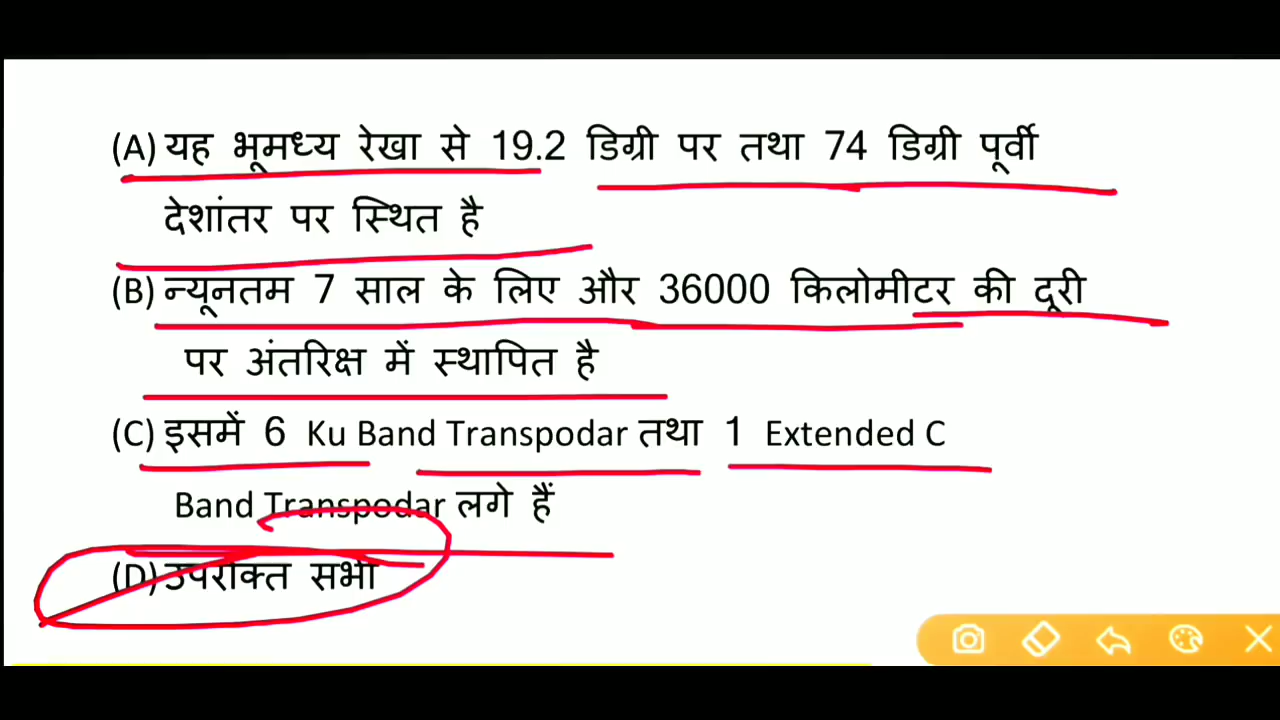 (A) यह भूमध्य रेखा से 19.2 डिग्री पर तथा 74 डिग्री पूर्वी
देशांतर पर स्थित है
(B) न्यूनतम 7 साल के लिए और 36000 किलोमीटर की दूरी
पर अंतरिक्ष में स्थापित है
(C) इसमें 6 Ku Band Transpodar तथा 1 Extended C
Band Transpodar लगे हैं
(D) उपरोक्त सभी